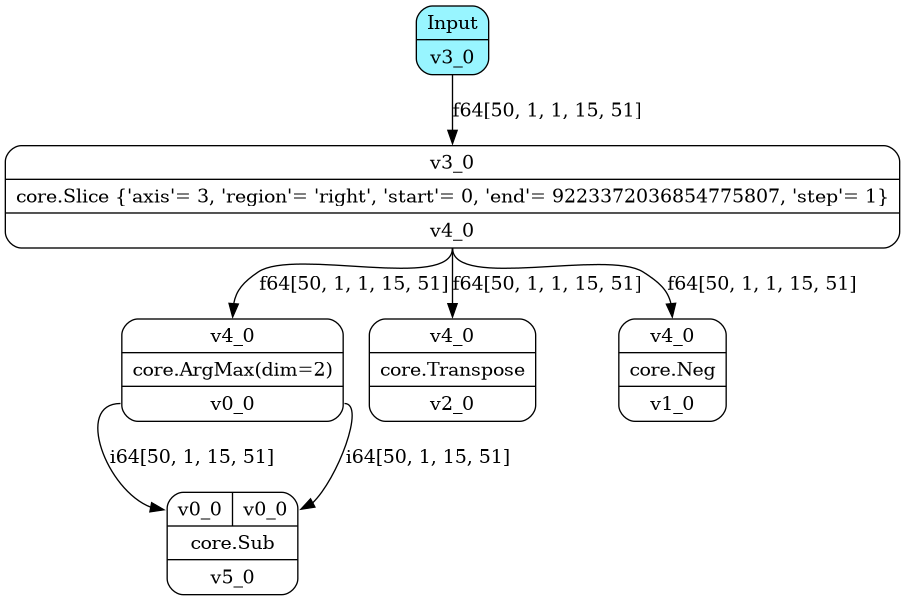 Input
v3_0
f64[50, 1, 1, 15, 51]
v3_0
core.Slice {'axis'= 3, 'region'= 'right', 'start'= 0, 'end'= 9223372036854775807, 'step'= 1}
v4_0
f64[50, 1, 1, 15, 51] f64[50, 1, 1, 15, 51] f64[50, 1, 1, 15, 51]
v4_0 v4_0 v4_0
core.ArgMax(dim=2) core.Transpose core.Neg
v0_0 v2_0 v1_0
i64[50, 1, 15, 51] i64[50, 1, 15, 51]
v0_0 v0_0
core.Sub
v5_0